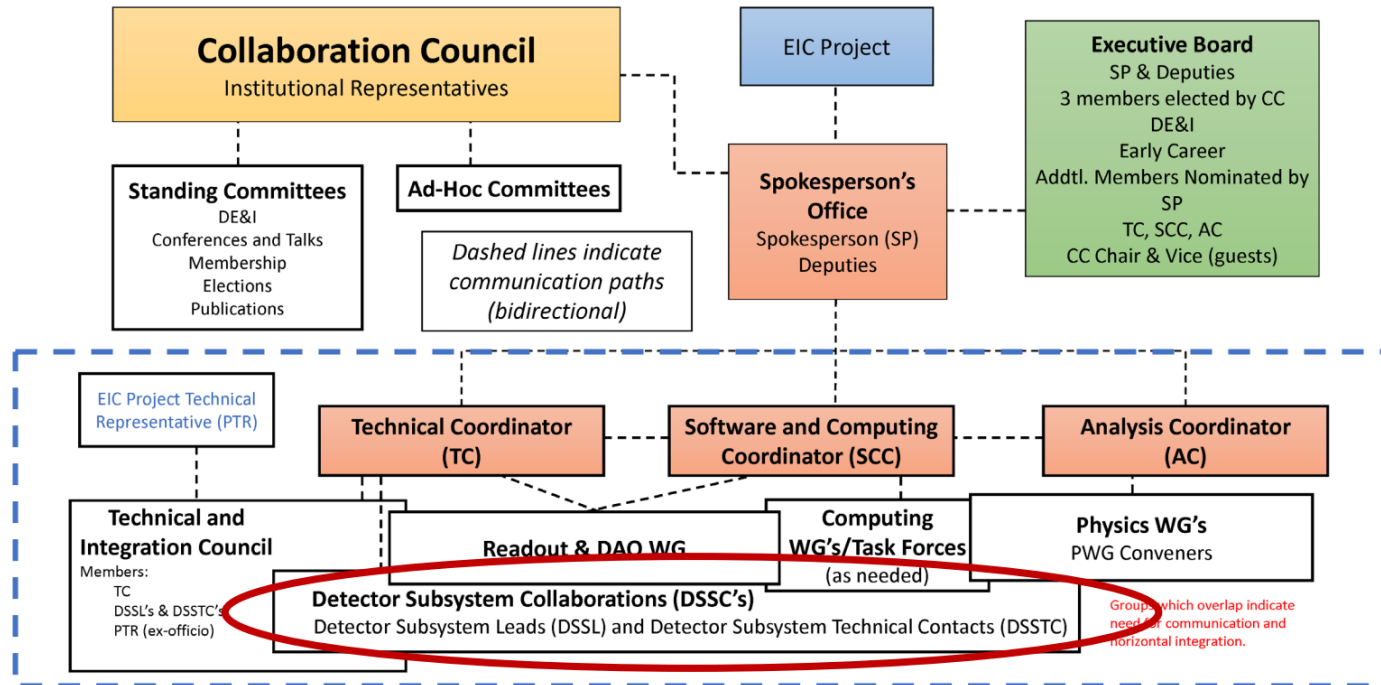 Collaboration Council
Institutional Representatives
EIC Project
Executive Board
SP & Deputies
3 members elected by CC
DE&I
Early Career
Addtl. Members Nominated by
SP
TC, SCC, AC
CC Chair & Vice (guests)
Standing Committees
DE&I
Conferences and Talks
Membership
Elections
Publications
Ad-Hoc Committees
Dashed lines indicate
communication paths
(bidirectional)
Spokesperson's
Office
Spokesperson (SP)
Deputies
EIC Project Technical
Representative (PTR)
Technical Coordinator
(TC)
Software and Computing
Coordinator (SCC)
Analysis Coordinator
(AC)
Technical and
Integration Council
Members:
TC
DSSL's & DSSTC's
PTR (ex-officio)
Readout & DAQ WG
Computing
WG's/Task Forces
(as needed)
Physics WG's
PWG Conveners
Detector Subsystem Collaborations (DSSC's)
Detector Subsystem Leads (DSSL) and Detector Subsystem Technical Contacts (DSSTC)
Groups which overlap indicate
need for communication and
horizontal integration.